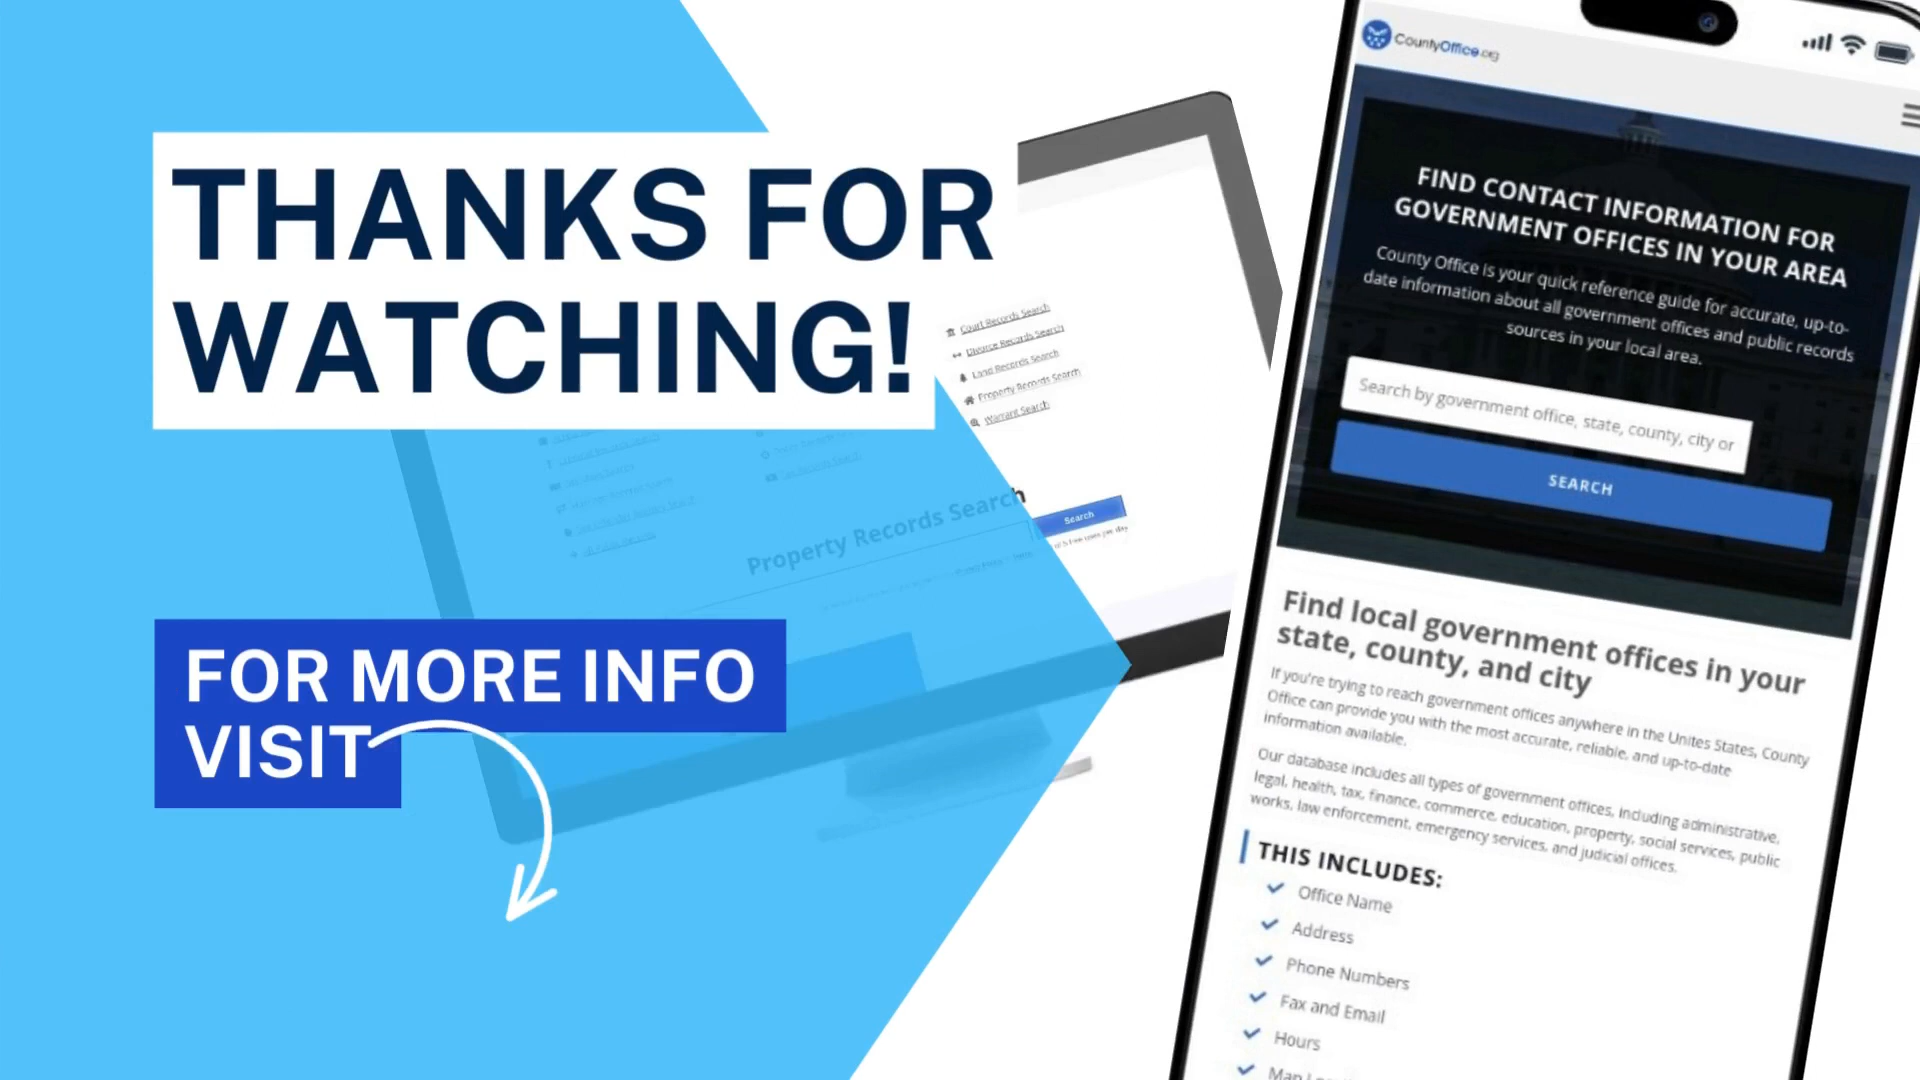 THANKS FOR
WATCHING!
FOR MORE INFO
VISIT
Court Records Search
Divorce Records Search
Land Records Search
Property Records Search
Warrant Search
Property Records Search
Search
of 5 free uses per day
CountyOffice.org
FIND CONTACT INFORMATION FOR
GOVERNMENT OFFICES IN YOUR AREA
County Office is your quick reference guide for accurate, up-to-
date information about all government offices and public records
sources in your local area.
Search by government office, state, county, city or
SEARCH
Find local government offices in your
state, county, and city
If you're trying to reach government offices anywhere in the Unites States, County
Office can provide you with the most accurate, reliable, and up-to-date
information available.
Our database includes all types of government offices, including administrative,
legal, health, tax, finance, commerce, education, property, social services, public
works, law enforcement, emergency services, and judicial offices.
THIS INCLUDES:
Office Name
Address
Phone Numbers
Fax and Email
Hours
Map